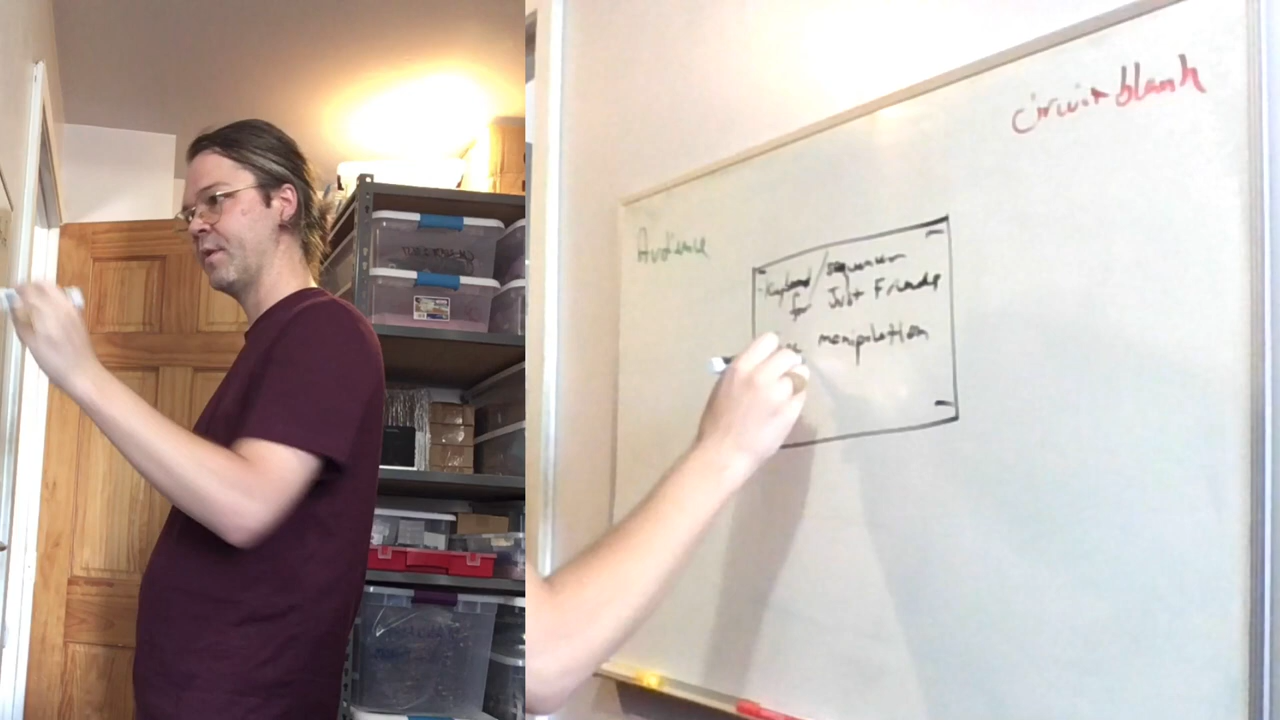 circuit blank
Audience
Keyboard / sequencer
for Just Friends
manipulation